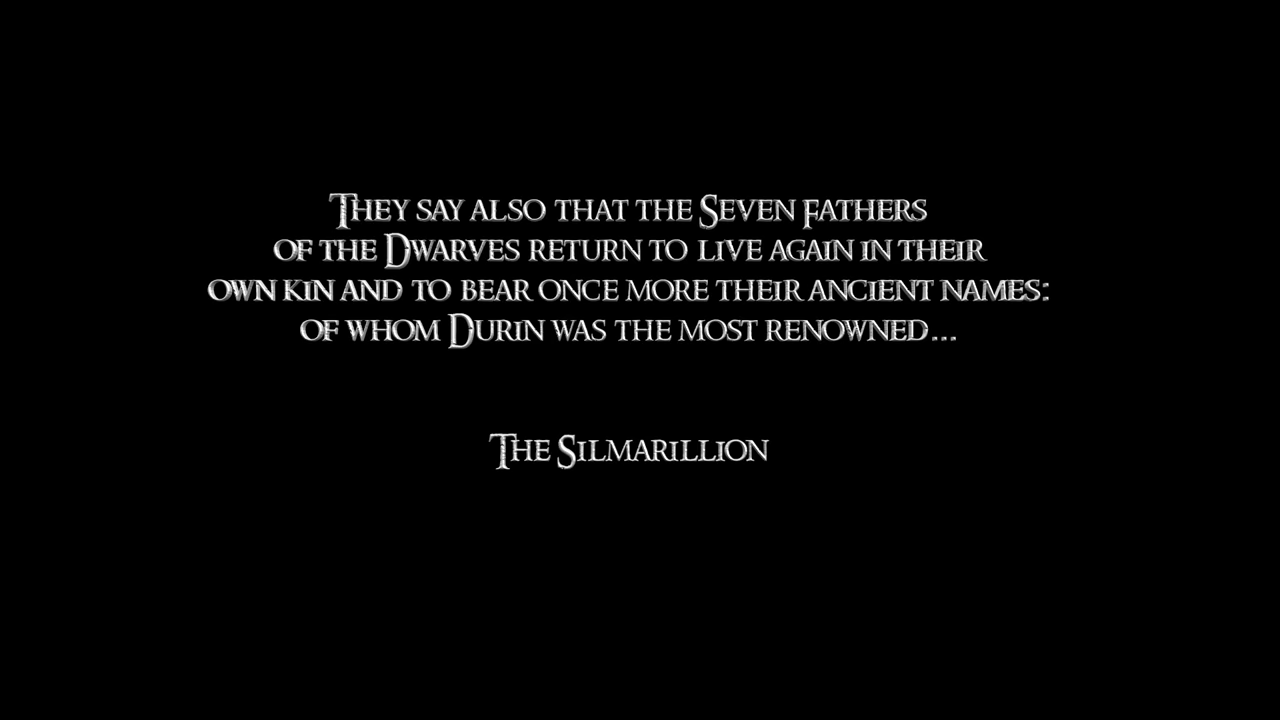 They say also that the Seven Fathers
of the Dwarves return to live again in their
own kin and to bear once more their ancient names:
of whom Durin was the most renowned...
The Silmarillion